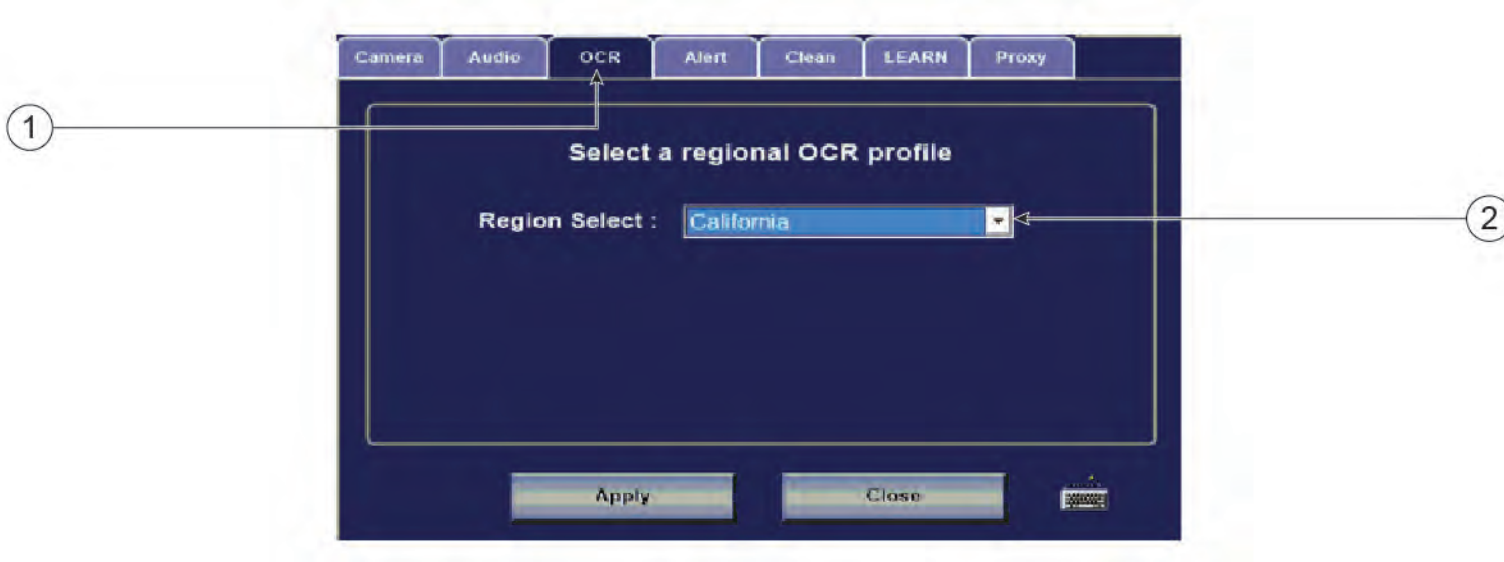 Camera Audio OCR Alert Clean LEARN Proxy
1
Select a regional OCR profile
Region Select : California
2
Apply Close